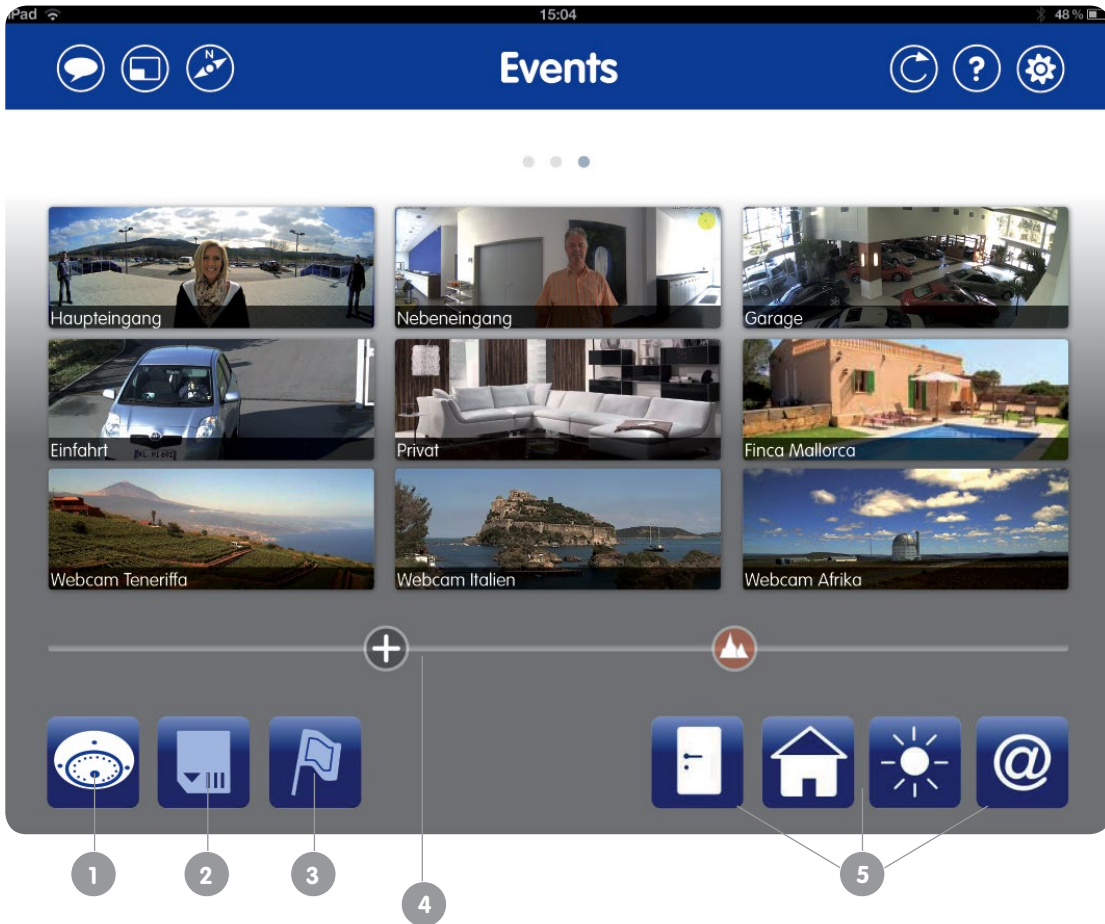 iPad 15:04 48 %
N
Events
?
Haupteingang
Nebeneingang
Garage
Einfahrt
Privat
Finca Mallorca
Webcam Teneriffa
Webcam Italien
Webcam Afrika
@
1
2
3
4
5